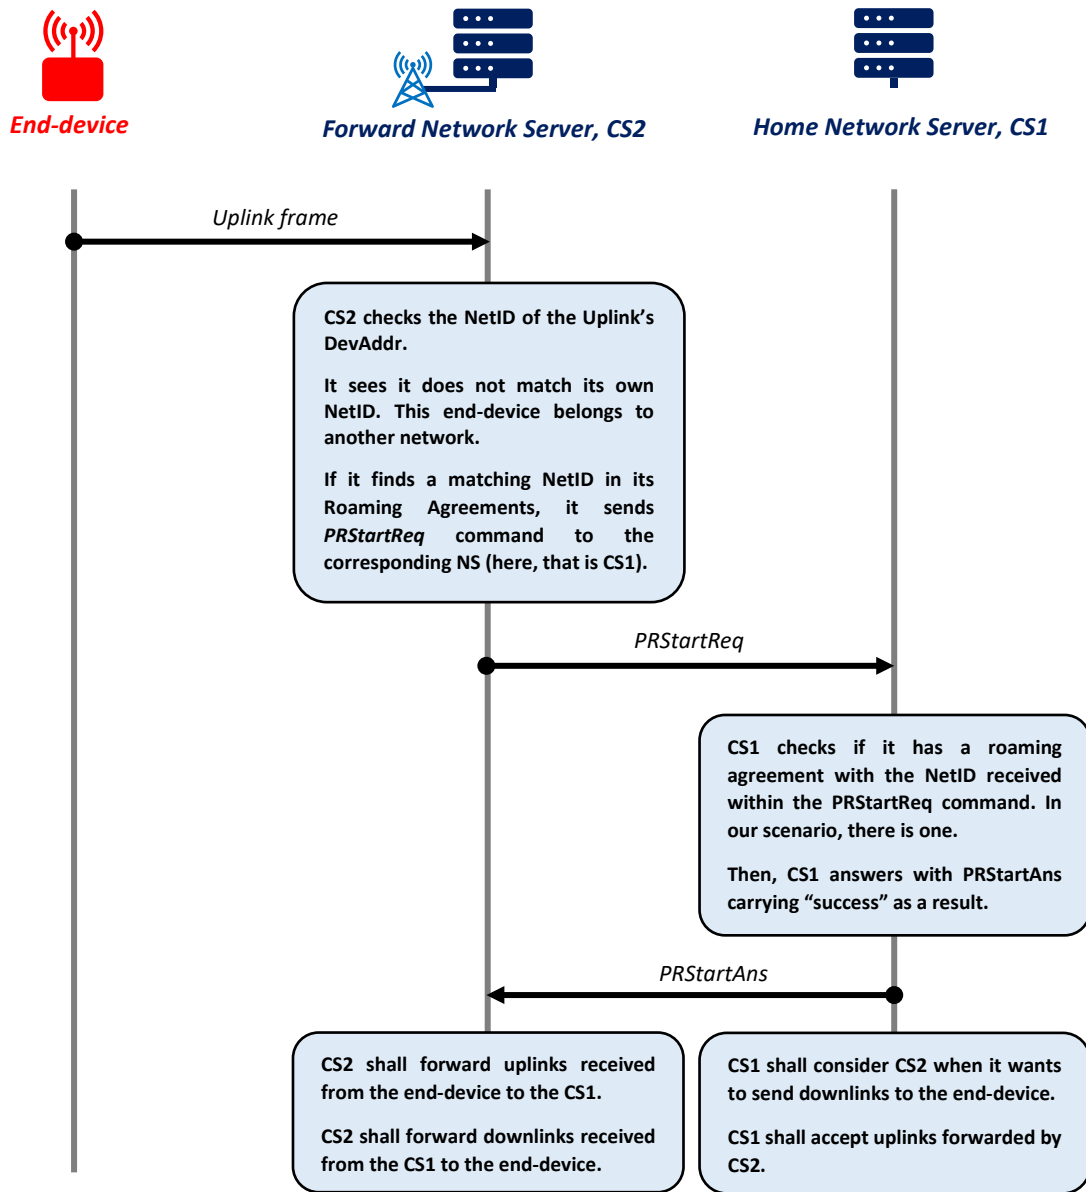 End-device
Forward Network Server, CS2
Home Network Server, CS1
Uplink frame
CS2 checks the NetID of the Uplink’s
DevAddr.
It sees it does not match its own
NetID. This end-device belongs to
another network.
If it finds a matching NetID in its
Roaming Agreements, it sends
PRStartReq command to the
corresponding NS (here, that is CS1).
PRStartReq
CS1 checks if it has a roaming
agreement with the NetID received
within the PRStartReq command. In
our scenario, there is one.
Then, CS1 answers with PRStartAns
carrying “success” as a result.
PRStartAns
CS2 shall forward uplinks received
from the end-device to the CS1.
CS2 shall forward downlinks received
from the CS1 to the end-device.
CS1 shall consider CS2 when it wants
to send downlinks to the end-device.
CS1 shall accept uplinks forwarded by
CS2.